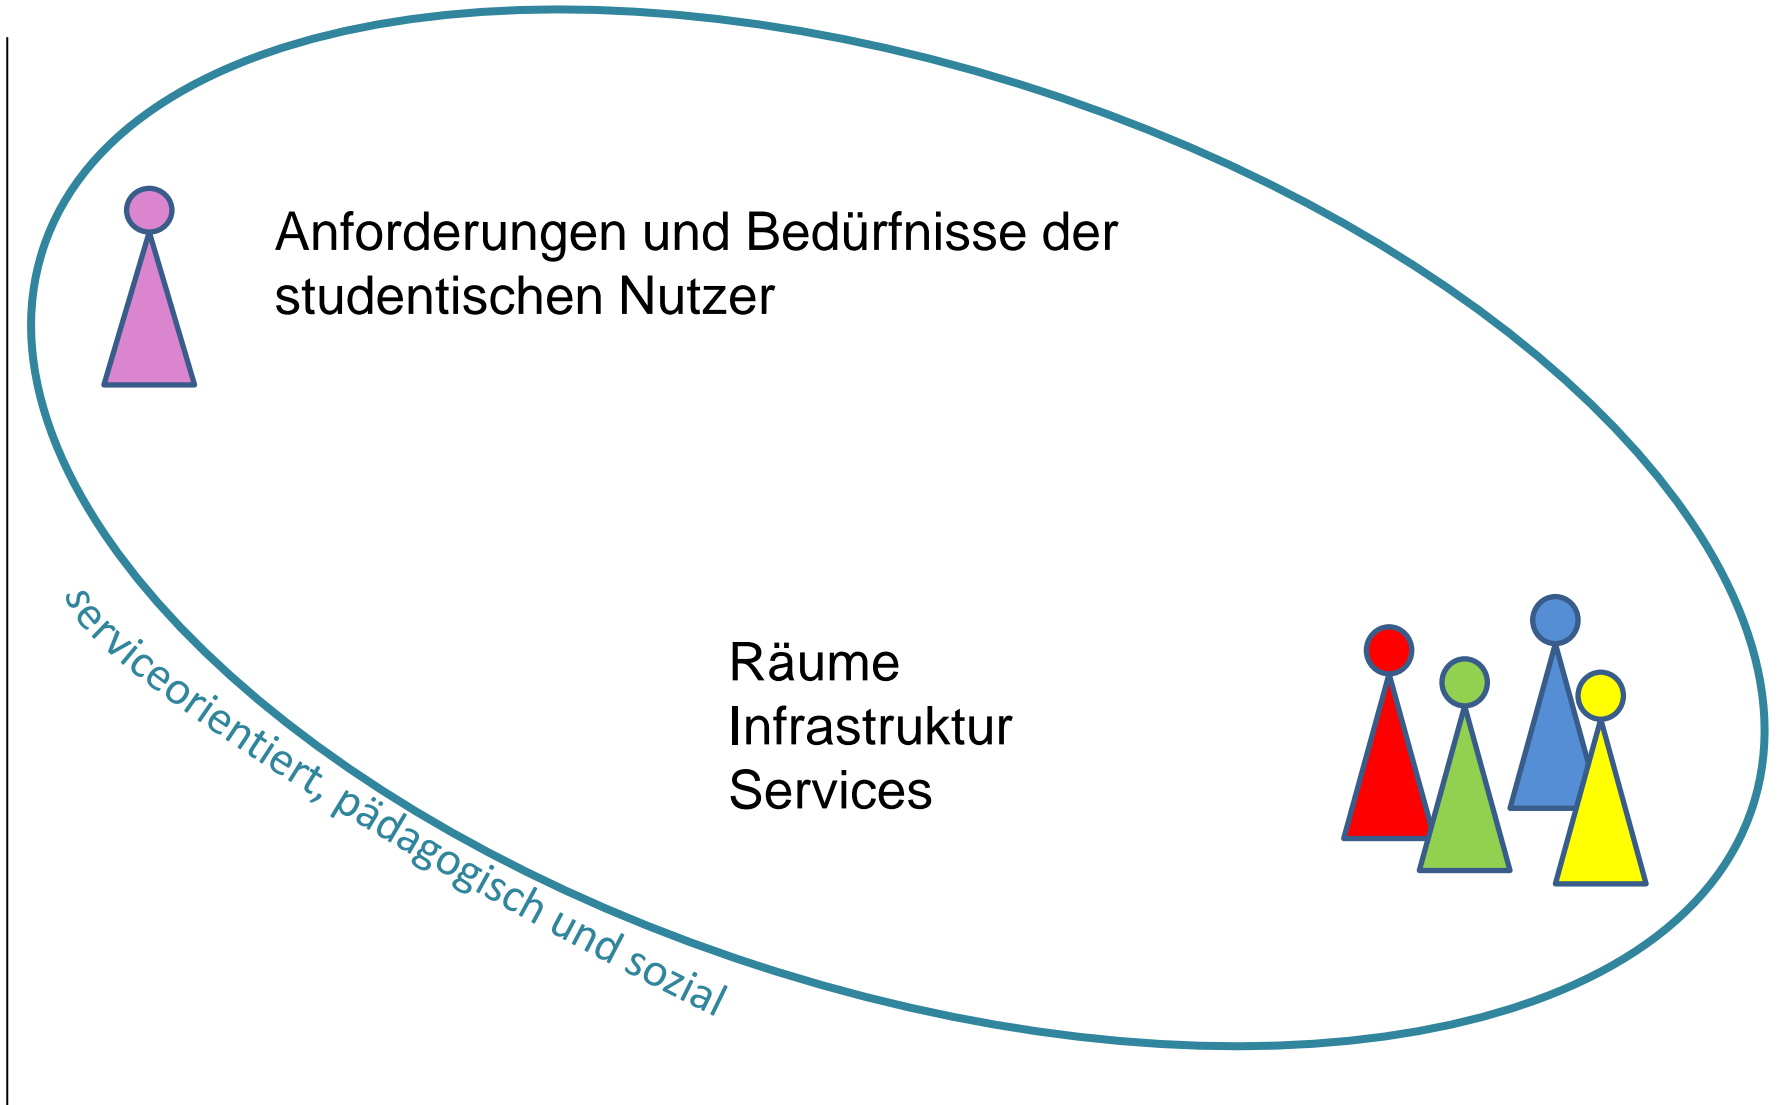 Anforderungen und Bedürfnisse der
studentischen Nutzer
Räume
Infrastruktur
Services
serviceorientiert, pädagogisch und sozial